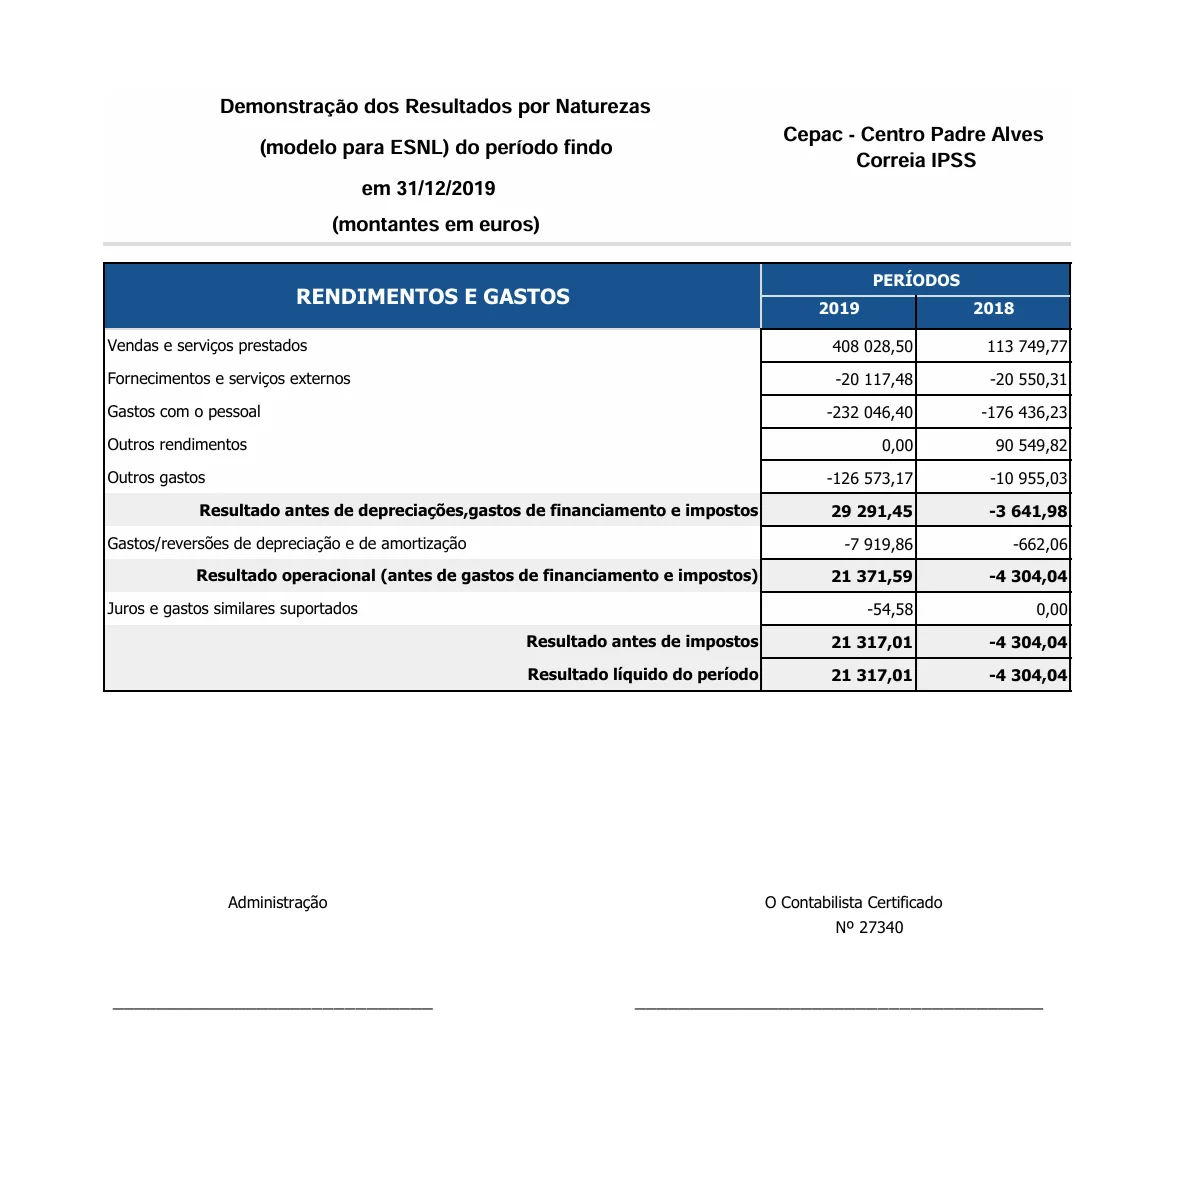 Demonstração dos Resultados por Naturezas
(modelo para ESNL) do período findo
em 31/12/2019
(montantes em euros)
Cepac - Centro Padre Alves
Correia IPSS
RENDIMENTOS E GASTOS
PERÍODOS
2019 2018
Vendas e serviços prestados 408 028,50 113 749,77
Fornecimentos e serviços externos -20 117,48 -20 550,31
Gastos com o pessoal -232 046,40 -176 436,23
Outros rendimentos 0,00 90 549,82
Outros gastos -126 573,17 -10 955,03
Resultado antes de depreciações,gastos de financiamento e impostos 29 291,45 -3 641,98
Gastos/reversões de depreciação e de amortização -7 919,86 -662,06
Resultado operacional (antes de gastos de financiamento e impostos) 21 371,59 -4 304,04
Juros e gastos similares suportados -54,58 0,00
Resultado antes de impostos 21 317,01 -4 304,04
Resultado líquido do período 21 317,01 -4 304,04
Administração
O Contabilista Certificado
Nº 27340